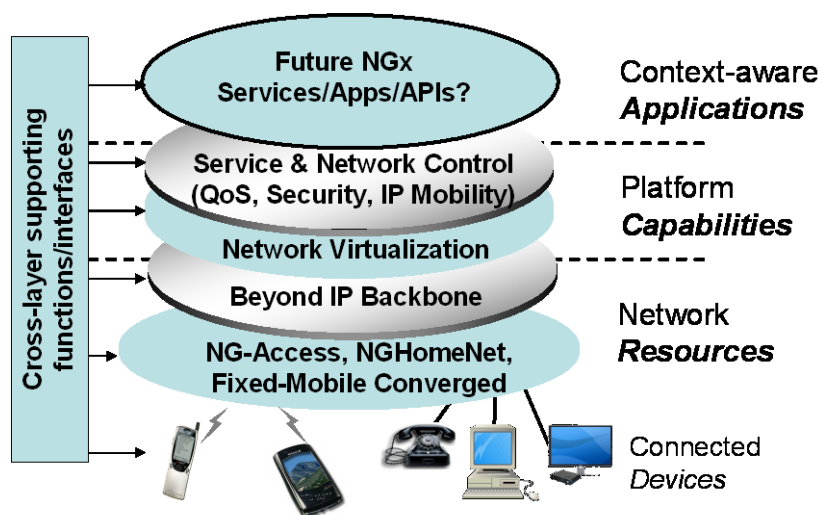 Cross-layer supporting
functions/interfaces
Future NGx
Services/Apps/APIs?
Context-aware
Applications
Service & Network Control
(QoS, Security, IP Mobility)
Platform
Capabilities
Network Virtualization
Beyond IP Backbone
Network
Resources
NG-Access, NGHomeNet,
Fixed-Mobile Converged
Connected
Devices